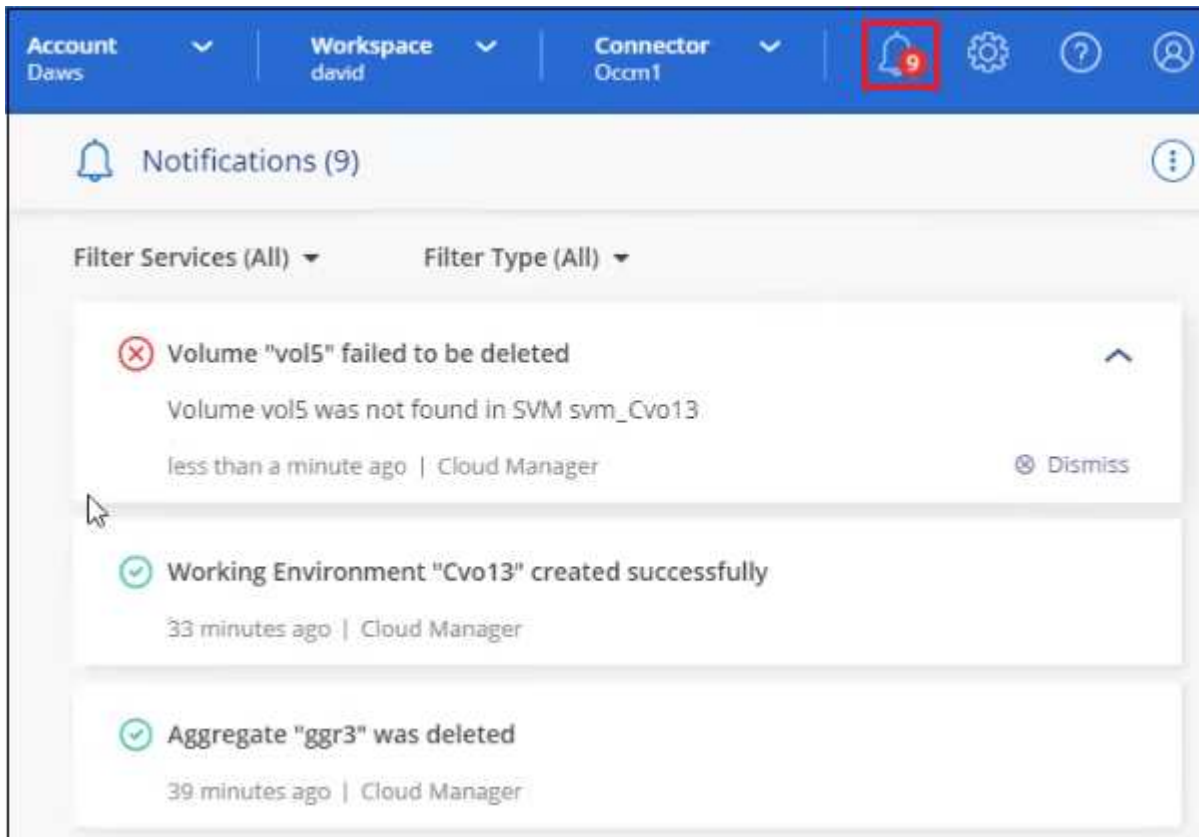 Account
Daws
Workspace
david
Connector
Occm1
9
Notifications (9)
Filter Services (All)
Filter Type (All)
Volume "vol5" failed to be deleted
Volume vol5 was not found in SVM svm_Cvo13
less than a minute ago | Cloud Manager
Dismiss
Working Environment "Cvo13" created successfully
33 minutes ago | Cloud Manager
Aggregate "ggr3" was deleted
39 minutes ago | Cloud Manager